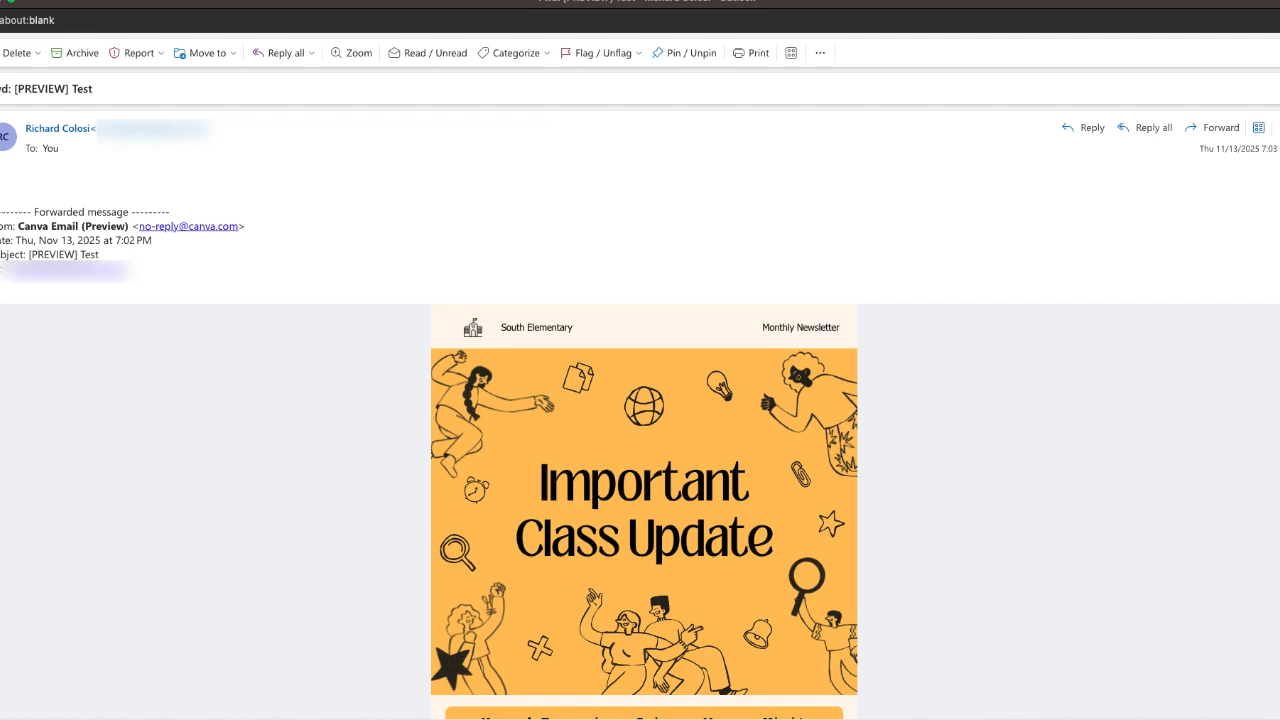 about:blank
Delete Archive Report Move to Reply all Zoom Read / Unread Categorize Flag / Unflag Pin / Unpin Print ...
d: [PREVIEW] Test
RC Richard Colosi< Reply Reply all Forward
To: You Thu 11/13/2025 7:03
-------- Forwarded message ---------
om: Canva Email (Preview) <no-reply@canva.com>
te: Thu, Nov 13, 2025 at 7:02 PM
bject: [PREVIEW] Test
South Elementary Monthly Newsletter
Important
Class Update